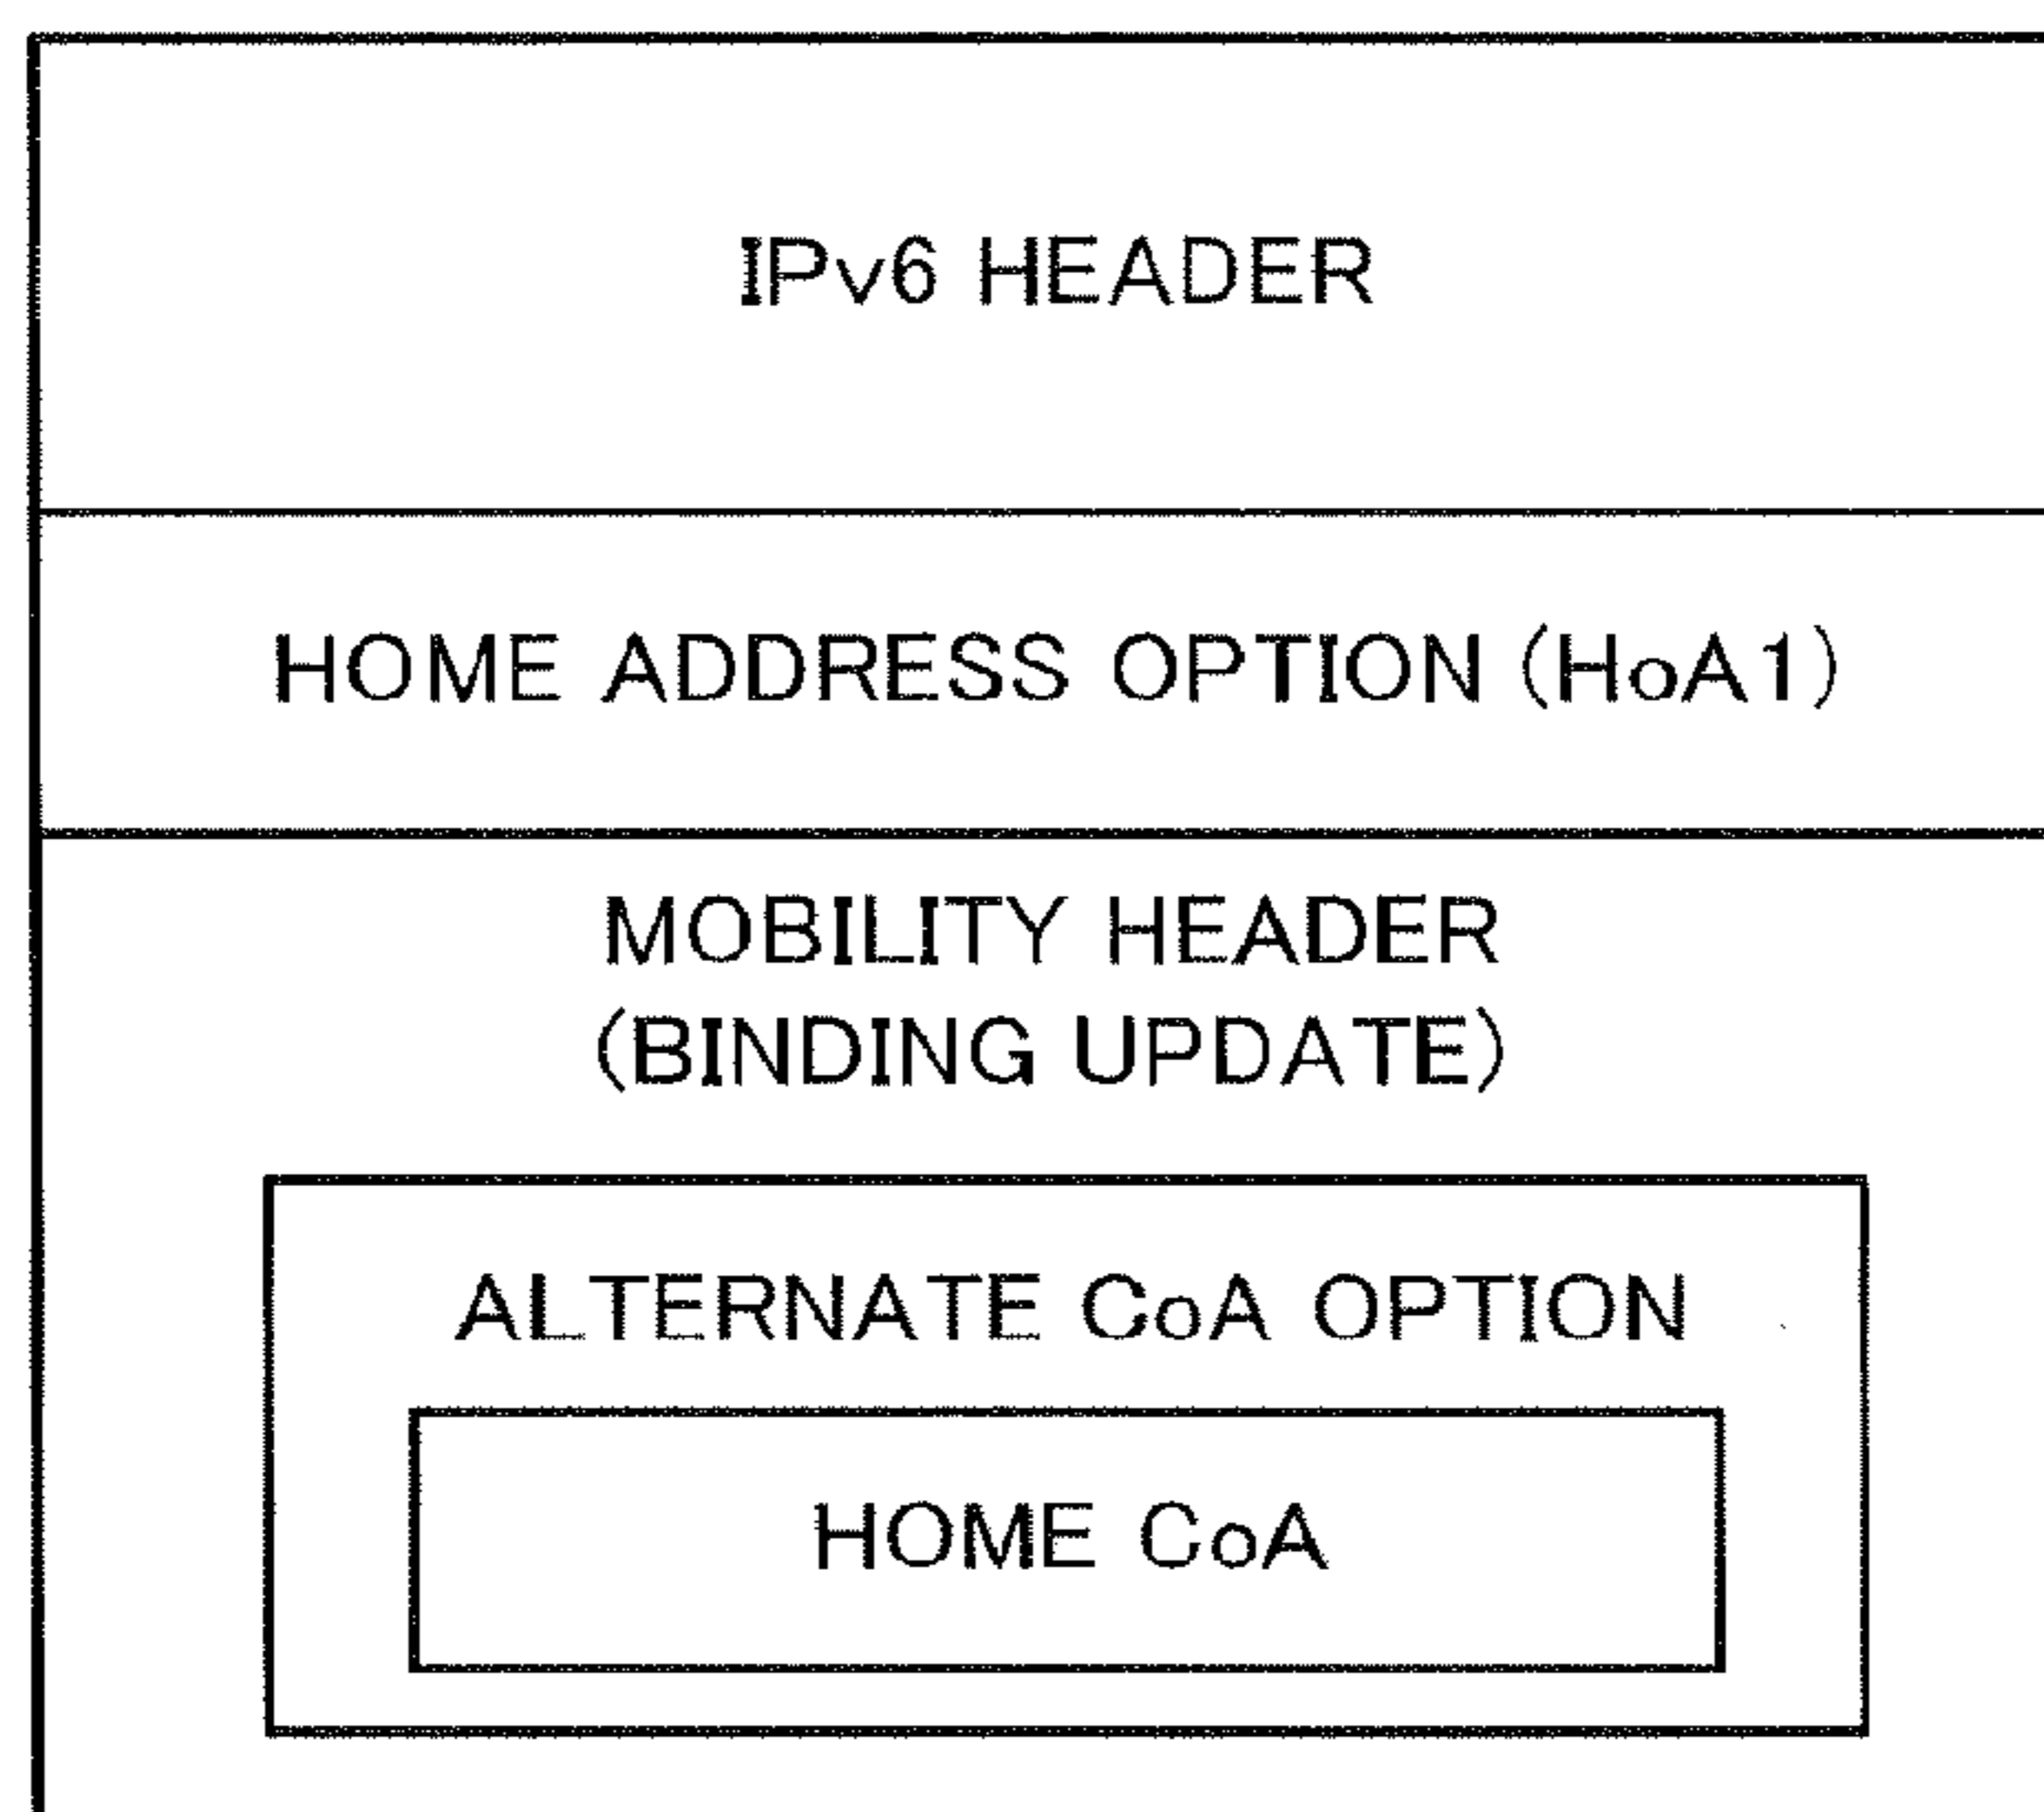 IPv6 HEADER
HOME ADDRESS OPTION (HoA1)
MOBILITY HEADER
(BINDING UPDATE)
ALTERNATE CoA OPTION
HOME CoA